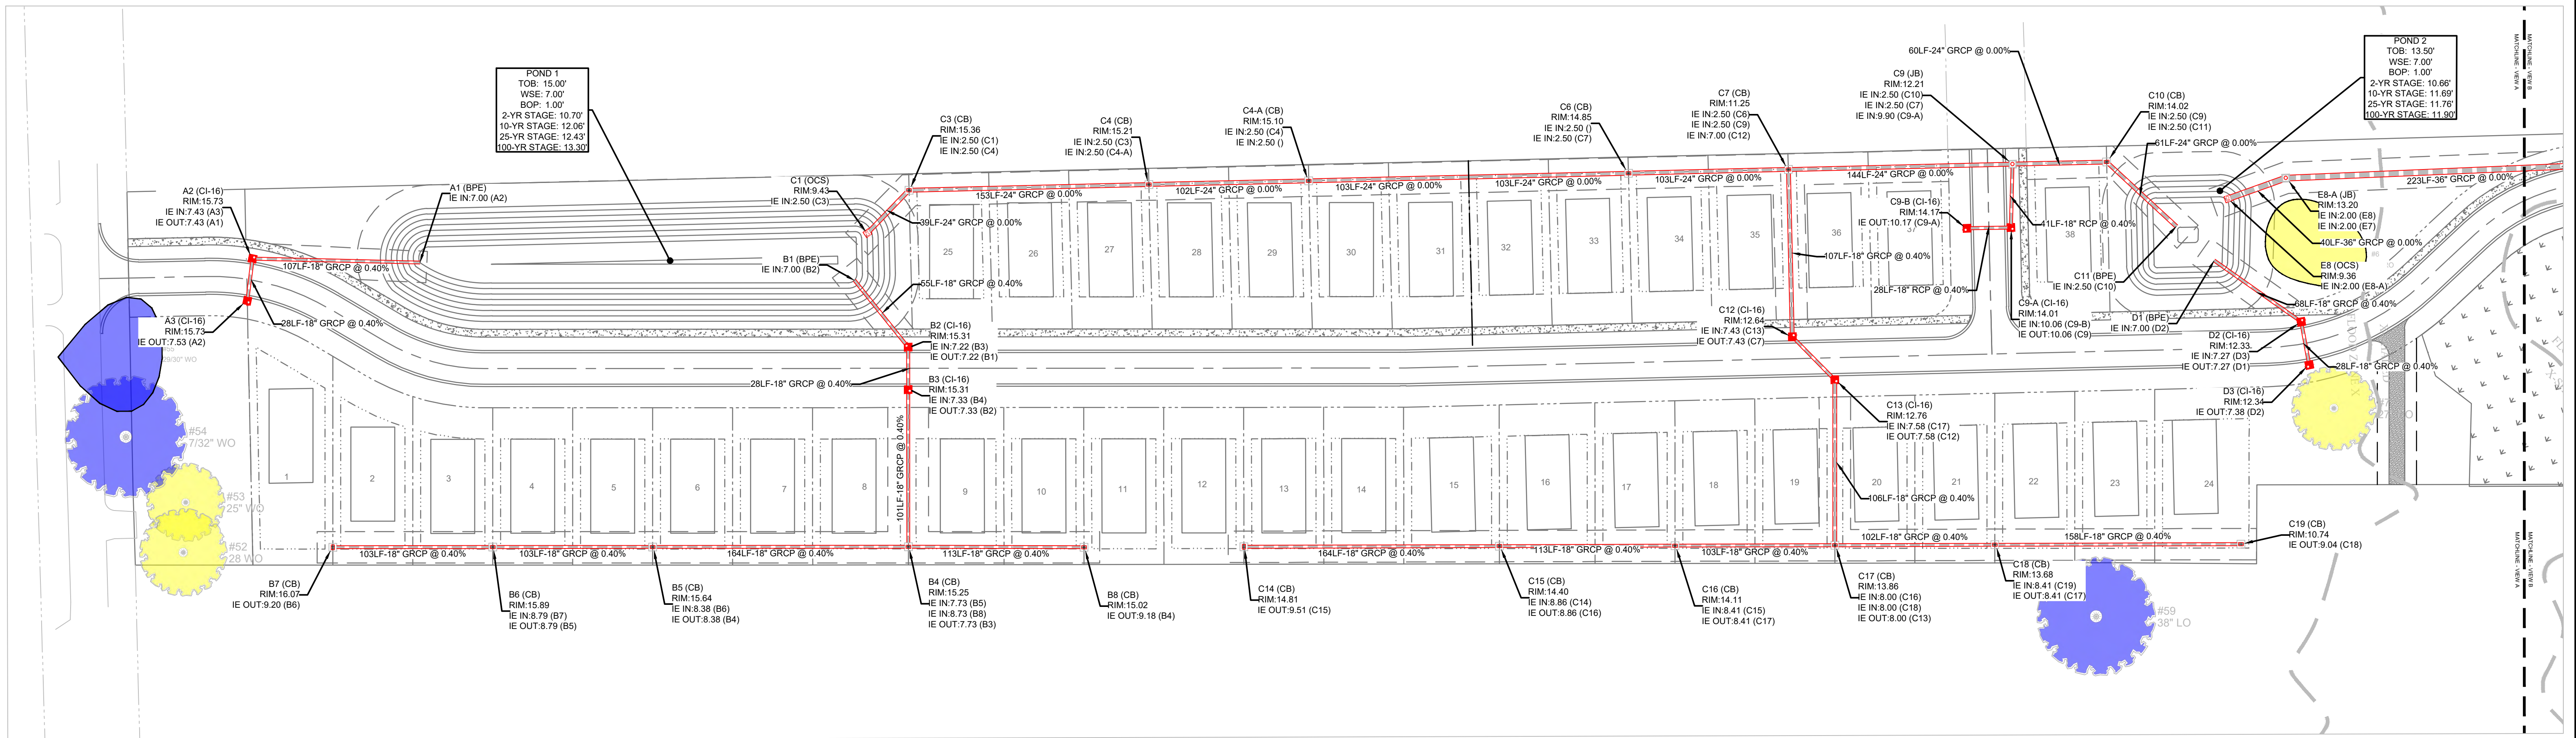 POND 1
TOB: 15.00'
WSE: 7.00'
BOP: 1.00'
2-YR STAGE: 10.70'
10-YR STAGE: 12.06'
25-YR STAGE: 12.43'
100-YR STAGE: 13.30'
POND 2
TOB: 13.50'
WSE: 7.00'
BOP: 1.00'
2-YR STAGE: 10.66'
10-YR STAGE: 11.69'
25-YR STAGE: 11.76'
100-YR STAGE: 11.90'
MATCHLINE - VIEW A
MATCHLINE - VIEW B
60LF-24" GRCP @ 0.00%
C9 (JB)
RIM:12.21
IE IN:2.50 (C10)
IE IN:2.50 (C7)
IE IN:9.90 (C9-A)
C7 (CB)
RIM:11.25
IE IN:2.50 (C6)
IE IN:2.50 (C9)
IE IN:7.00 (C12)
C10 (CB)
RIM:14.02
IE IN:2.50 (C9)
IE IN:2.50 (C11)
C6 (CB)
RIM:14.85
IE IN:2.50 ()
IE IN:2.50 (C7)
C4-A (CB)
RIM:15.10
IE IN:2.50 (C4)
IE IN:2.50 ()
C4 (CB)
RIM:15.21
IE IN:2.50 (C3)
IE IN:2.50 (C4-A)
C3 (CB)
RIM:15.36
IE IN:2.50 (C1)
IE IN:2.50 (C4)
C1 (OCS)
RIM:9.43
IE IN:2.50 (C3)
A2 (CI-16)
RIM:15.73
IE IN:7.43 (A3)
IE OUT:7.43 (A1)
A1 (BPE)
IE IN:7.00 (A2)
153LF-24" GRCP @ 0.00%
102LF-24" GRCP @ 0.00%
103LF-24" GRCP @ 0.00%
103LF-24" GRCP @ 0.00%
103LF-24" GRCP @ 0.00%
144LF-24" GRCP @ 0.00%
61LF-24" GRCP @ 0.00%
223LF-36" GRCP @ 0.00%
E8-A (JB)
RIM:13.20
IE IN:2.00 (E8)
IE IN:2.00 (E7)
40LF-36" GRCP @ 0.00%
E8 (OCS)
RIM:9.36
IE IN:2.00 (E8-A)
C9-B (CI-16)
RIM:14.17
IE OUT:10.17 (C9-A)
41LF-18" RCP @ 0.40%
39LF-24" GRCP @ 0.00%
107LF-18" GRCP @ 0.40%
B1 (BPE)
IE IN:7.00 (B2)
55LF-18" GRCP @ 0.40%
25
26
27
28
29
30
31
32
33
34
35
36
37
38
107LF-18" GRCP @ 0.40%
28LF-18" RCP @ 0.40%
C11 (BPE)
IE IN:2.50 (C10)
C9-A (CI-16)
RIM:14.01
IE IN:10.06 (C9-B)
IE OUT:10.06 (C9)
68LF-18" GRCP @ 0.40%
D1 (BPE)
IE IN:7.00 (D2)
D2 (CI-16)
RIM:12.33
IE IN:7.27 (D3)
IE OUT:7.27 (D1)
28LF-18" GRCP @ 0.40%
D3 (CI-16)
RIM:12.34
IE OUT:7.38 (D2)
C12 (CI-16)
RIM:12.64
IE IN:7.43 (C13)
IE OUT:7.43 (C7)
A3 (CI-16)
RIM:15.73
IE OUT:7.53 (A2)
28LF-18" GRCP @ 0.40%
29/30" WO
B2 (CI-16)
RIM:15.31
IE IN:7.22 (B3)
IE OUT:7.22 (B1)
28LF-18" GRCP @ 0.40%
B3 (CI-16)
RIM:15.31
IE IN:7.33 (B4)
IE OUT:7.33 (B2)
C13 (CI-16)
RIM:12.76
IE IN:7.58 (C17)
IE OUT:7.58 (C12)
#54
7/32" WO
#53
25" WO
#52
28 WO
101LF-18" GRCP @ 0.40%
106LF-18" GRCP @ 0.40%
1
2
3
4
5
6
7
8
9
10
11
12
13
14
15
16
17
18
19
20
21
22
23
24
103LF-18" GRCP @ 0.40%
103LF-18" GRCP @ 0.40%
164LF-18" GRCP @ 0.40%
113LF-18" GRCP @ 0.40%
164LF-18" GRCP @ 0.40%
113LF-18" GRCP @ 0.40%
103LF-18" GRCP @ 0.40%
102LF-18" GRCP @ 0.40%
158LF-18" GRCP @ 0.40%
C19 (CB)
RIM:10.74
IE OUT:9.04 (C18)
B7 (CB)
RIM:16.07
IE OUT:9.20 (B6)
B6 (CB)
RIM:15.89
IE IN:8.79 (B7)
IE OUT:8.79 (B5)
B5 (CB)
RIM:15.64
IE IN:8.38 (B6)
IE OUT:8.38 (B4)
B4 (CB)
RIM:15.25
IE IN:7.73 (B5)
IE IN:8.73 (B8)
IE OUT:7.73 (B3)
B8 (CB)
RIM:15.02
IE OUT:9.18 (B4)
C14 (CB)
RIM:14.81
IE OUT:9.51 (C15)
C15 (CB)
RIM:14.40
IE IN:8.86 (C14)
IE OUT:8.86 (C16)
C16 (CB)
RIM:14.11
IE IN:8.41 (C15)
IE OUT:8.41 (C17)
C17 (CB)
RIM:13.86
IE IN:8.00 (C16)
IE IN:8.00 (C18)
IE OUT:8.00 (C13)
C18 (CB)
RIM:13.68
IE IN:8.41 (C19)
IE OUT:8.41 (C17)
#59
38" LO
MATCHLINE - VIEW A
MATCHLINE - VIEW B